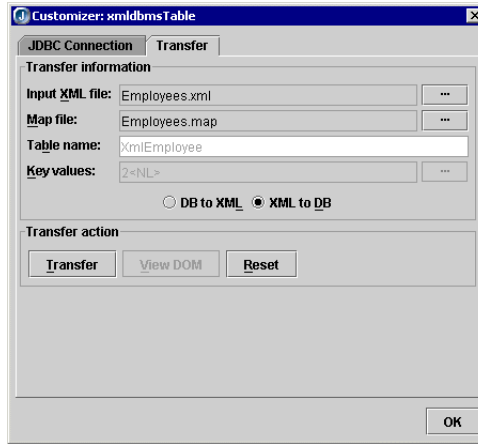 Customizer: xmldbmsTable
JDBC Connection Transfer
Transfer information
Input XML file: Employees.xml ...
Map file: Employees.map ...
Table name: XmlEmployee
Key values: 2<NL> ...
DB to XML XML to DB
Transfer action
Transfer View DOM Reset
OK